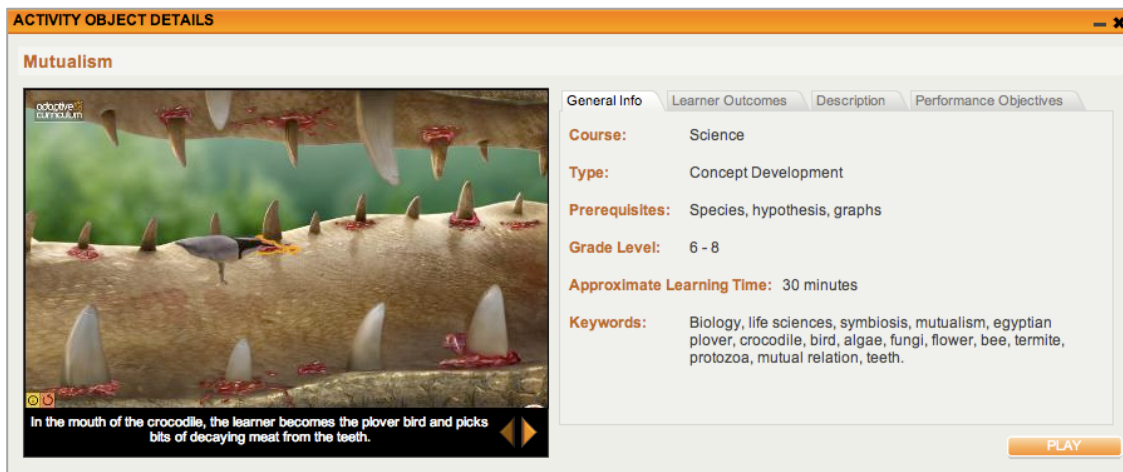 ACTIVITY OBJECT DETAILS
Mutualism
adaptive
curriculum
In the mouth of the crocodile, the learner becomes the plover bird and picks
bits of decaying meat from the teeth.
General Info
Learner Outcomes
Description
Performance Objectives
Course: Science
Type: Concept Development
Prerequisites: Species, hypothesis, graphs
Grade Level: 6 - 8
Approximate Learning Time: 30 minutes
Keywords: Biology, life sciences, symbiosis, mutualism, egyptian
plover, crocodile, bird, algae, fungi, flower, bee, termite,
protozoa, mutual relation, teeth.
PLAY